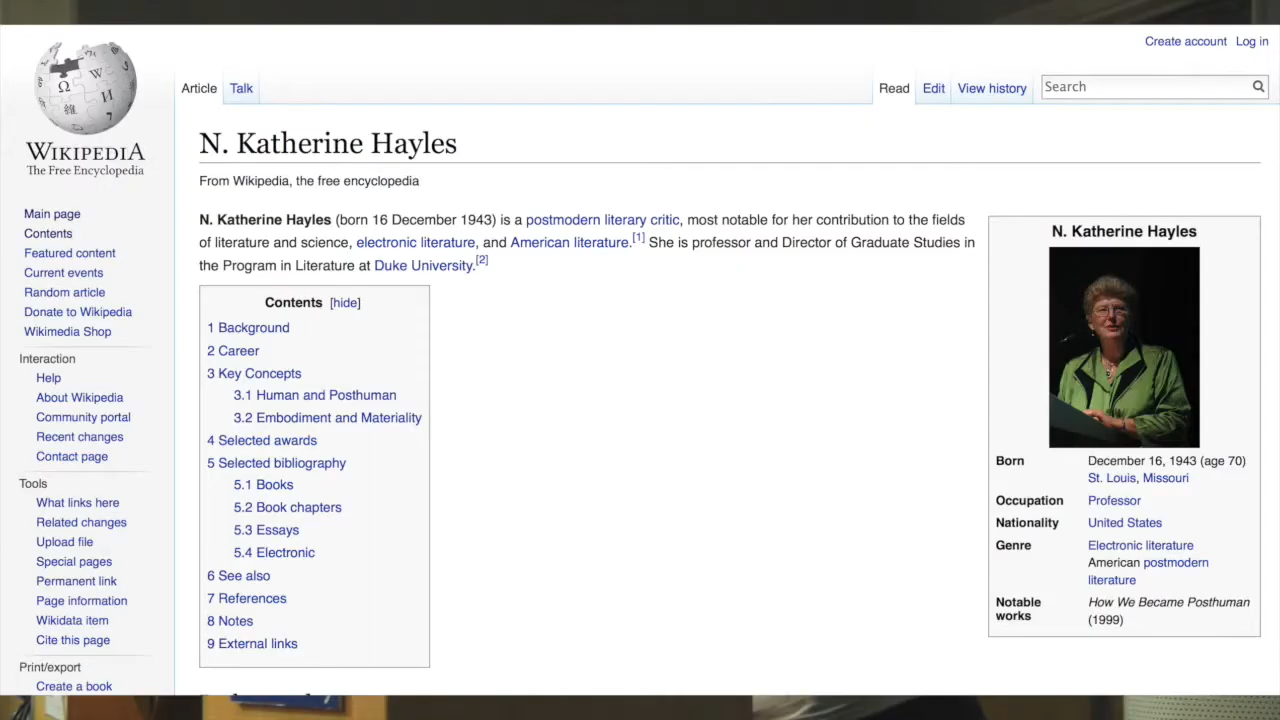 Create account Log in
Article Talk Read Edit View history Search
WIKIPEDIA
The Free Encyclopedia
Main page
Contents
Featured content
Current events
Random article
Donate to Wikipedia
Wikimedia Shop
Interaction
Help
About Wikipedia
Community portal
Recent changes
Contact page
Tools
What links here
Related changes
Upload file
Special pages
Permanent link
Page information
Wikidata item
Cite this page
Print/export
Create a book
N. Katherine Hayles
From Wikipedia, the free encyclopedia
N. Katherine Hayles (born 16 December 1943) is a postmodern literary critic, most notable for her contribution to the fields
of literature and science, electronic literature, and American literature.[1] She is professor and Director of Graduate Studies in
the Program in Literature at Duke University.[2]
Contents [hide]
1 Background
2 Career
3 Key Concepts
3.1 Human and Posthuman
3.2 Embodiment and Materiality
4 Selected awards
5 Selected bibliography
5.1 Books
5.2 Book chapters
5.3 Essays
5.4 Electronic
6 See also
7 References
8 Notes
9 External links
N. Katherine Hayles
Born December 16, 1943 (age 70)
St. Louis, Missouri
Occupation Professor
Nationality United States
Genre Electronic literature
American postmodern
literature
Notable How We Became Posthuman
works (1999)